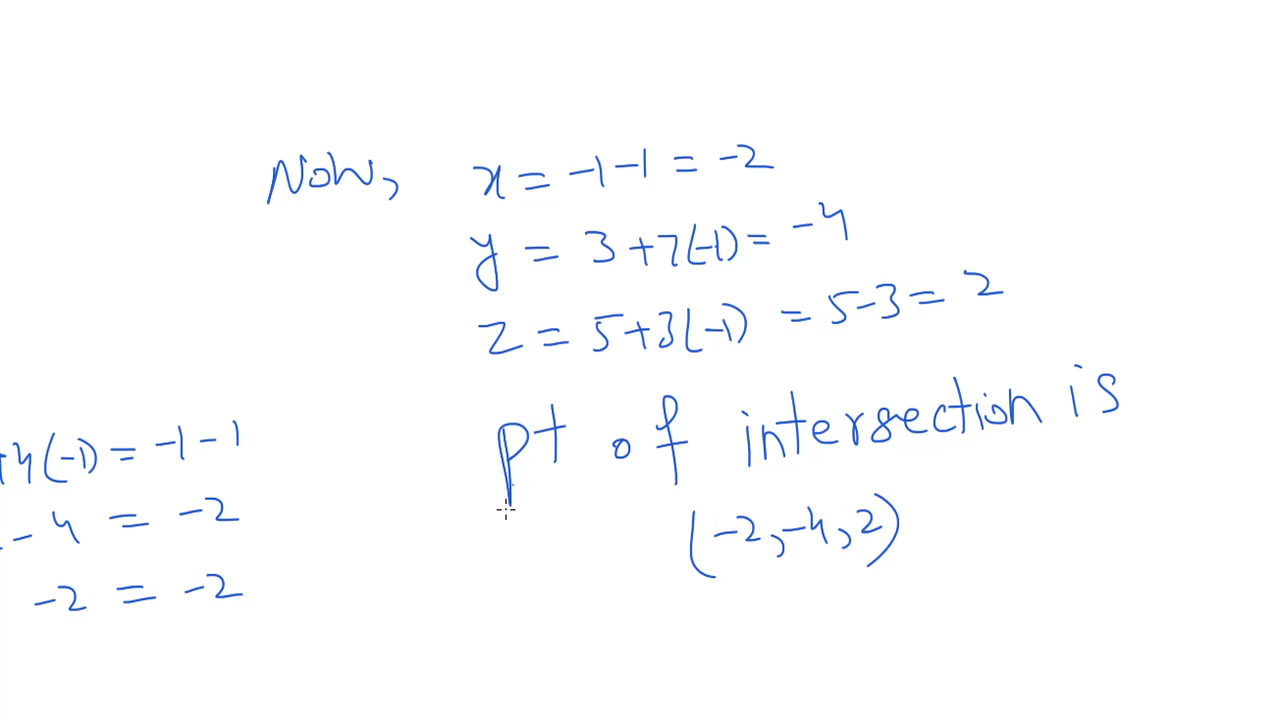 Now, x = -1 -1 = -2
y = 3 +7(-1) = -4
z = 5+3(-1) = 5-3 = 2
+4(-1) = -1 - 1
- 4 = -2
-2 = -2
pt of intersection is
(-2, -4, 2)